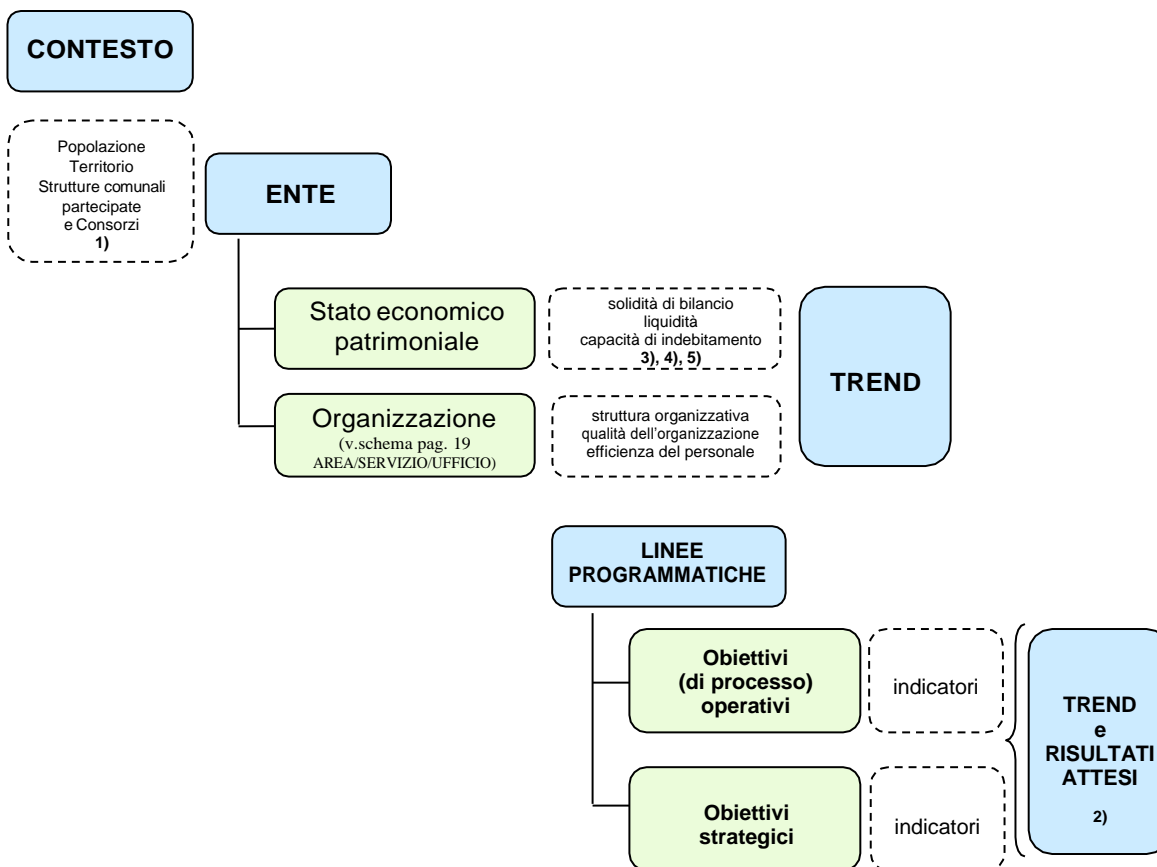 CONTESTO
Popolazione
Territorio
Strutture comunali
partecipate
e Consorzi
1)
ENTE
Stato economico
patrimoniale
solidità di bilancio
liquidità
capacità di indebitamento
3), 4), 5)
TREND
Organizzazione
(v.schema pag. 19
AREA/SERVIZIO/UFFICIO)
struttura organizzativa
qualità dell'organizzazione
efficienza del personale
LINEE
PROGRAMMATICHE
Obiettivi
(di processo)
operativi
indicatori
TREND
e
RISULTATI
ATTESI
2)
Obiettivi
strategici
indicatori